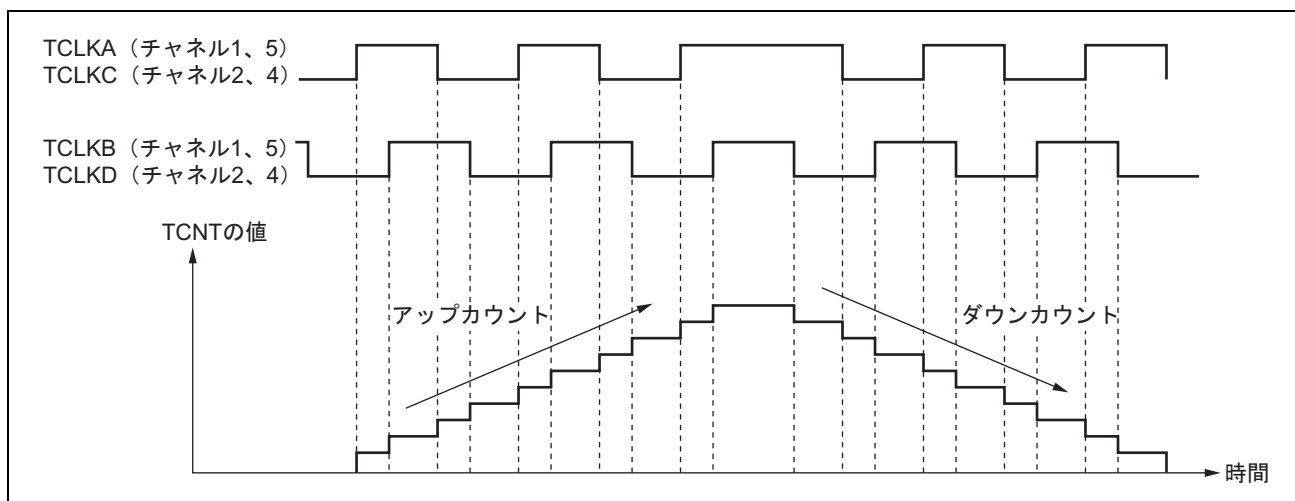 TCLKA（チャネル1、5）
TCLKC（チャネル2、4）
TCLKB（チャネル1、5）
TCLKD（チャネル2、4）
TCNTの値
アップカウント
ダウンカウント
時間